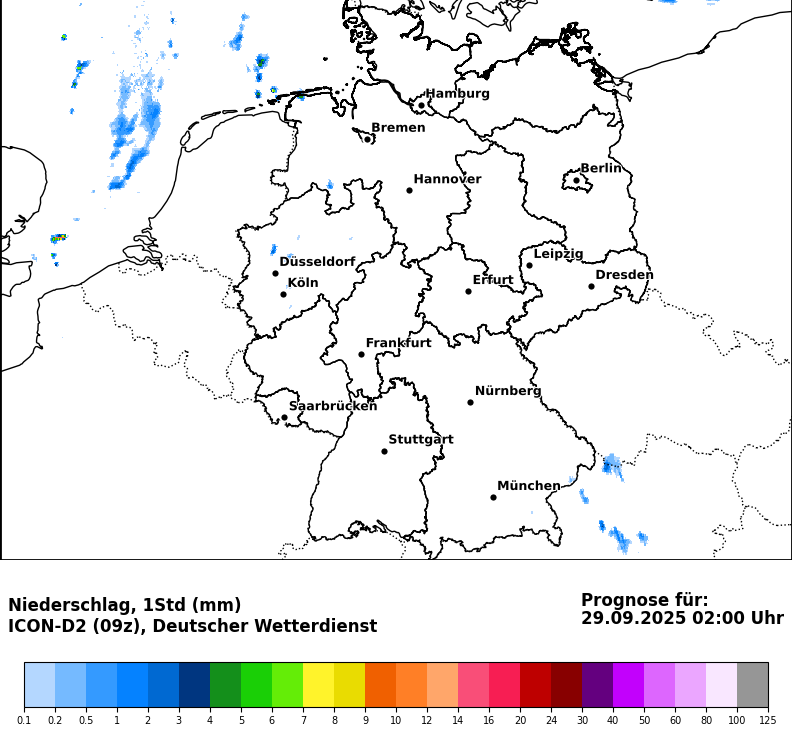 Hamburg
Bremen
Berlin
Hannover
Leipzig
Düsseldorf
Dresden
Köln
Erfurt
Frankfurt
Nürnberg
Saarbrücken
Stuttgart
München
Niederschlag, 1Std (mm)
ICON-D2 (09z), Deutscher Wetterdienst
Prognose für:
29.09.2025 02:00 Uhr
0.1 0.2 0.5 1 2 3 4 5 6 7 8 9 10 12 14 16 20 24 30 40 50 60 80 100 125